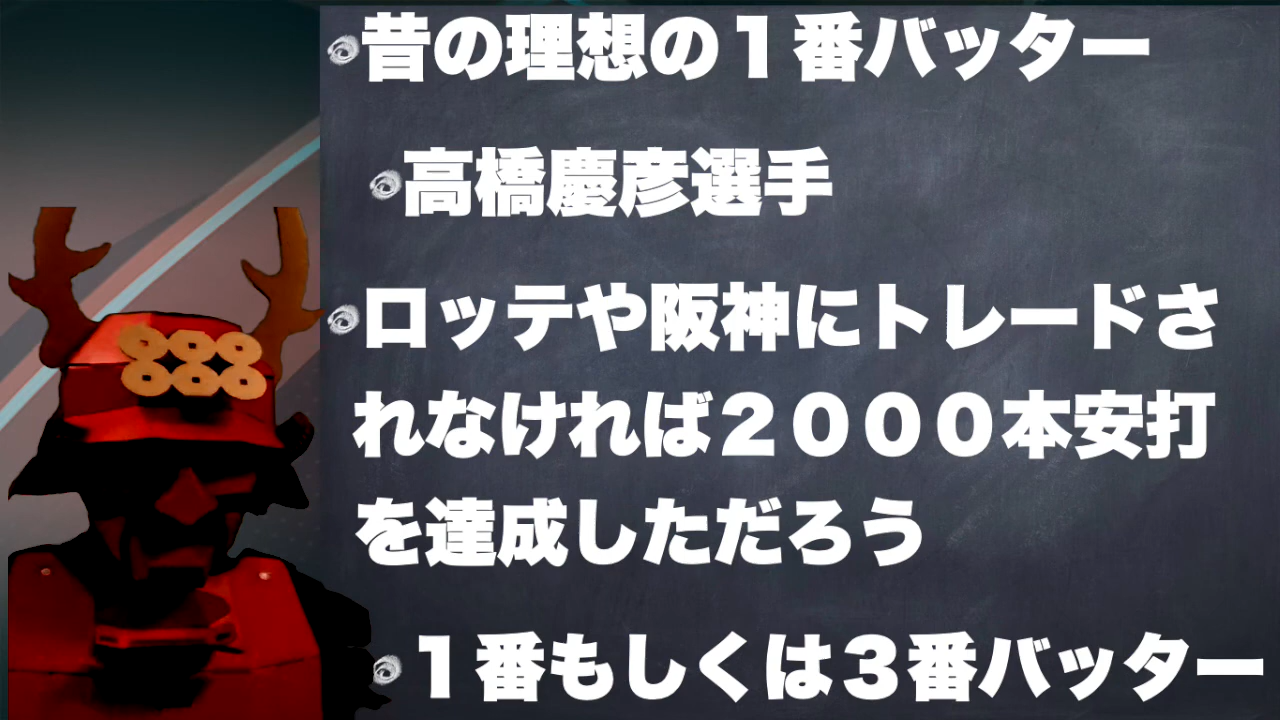 昔の理想の１番バッター
高橋慶彦選手
ロッテや阪神にトレードさ
れなければ２０００本安打
を達成しただろう
１番もしくは３番バッター